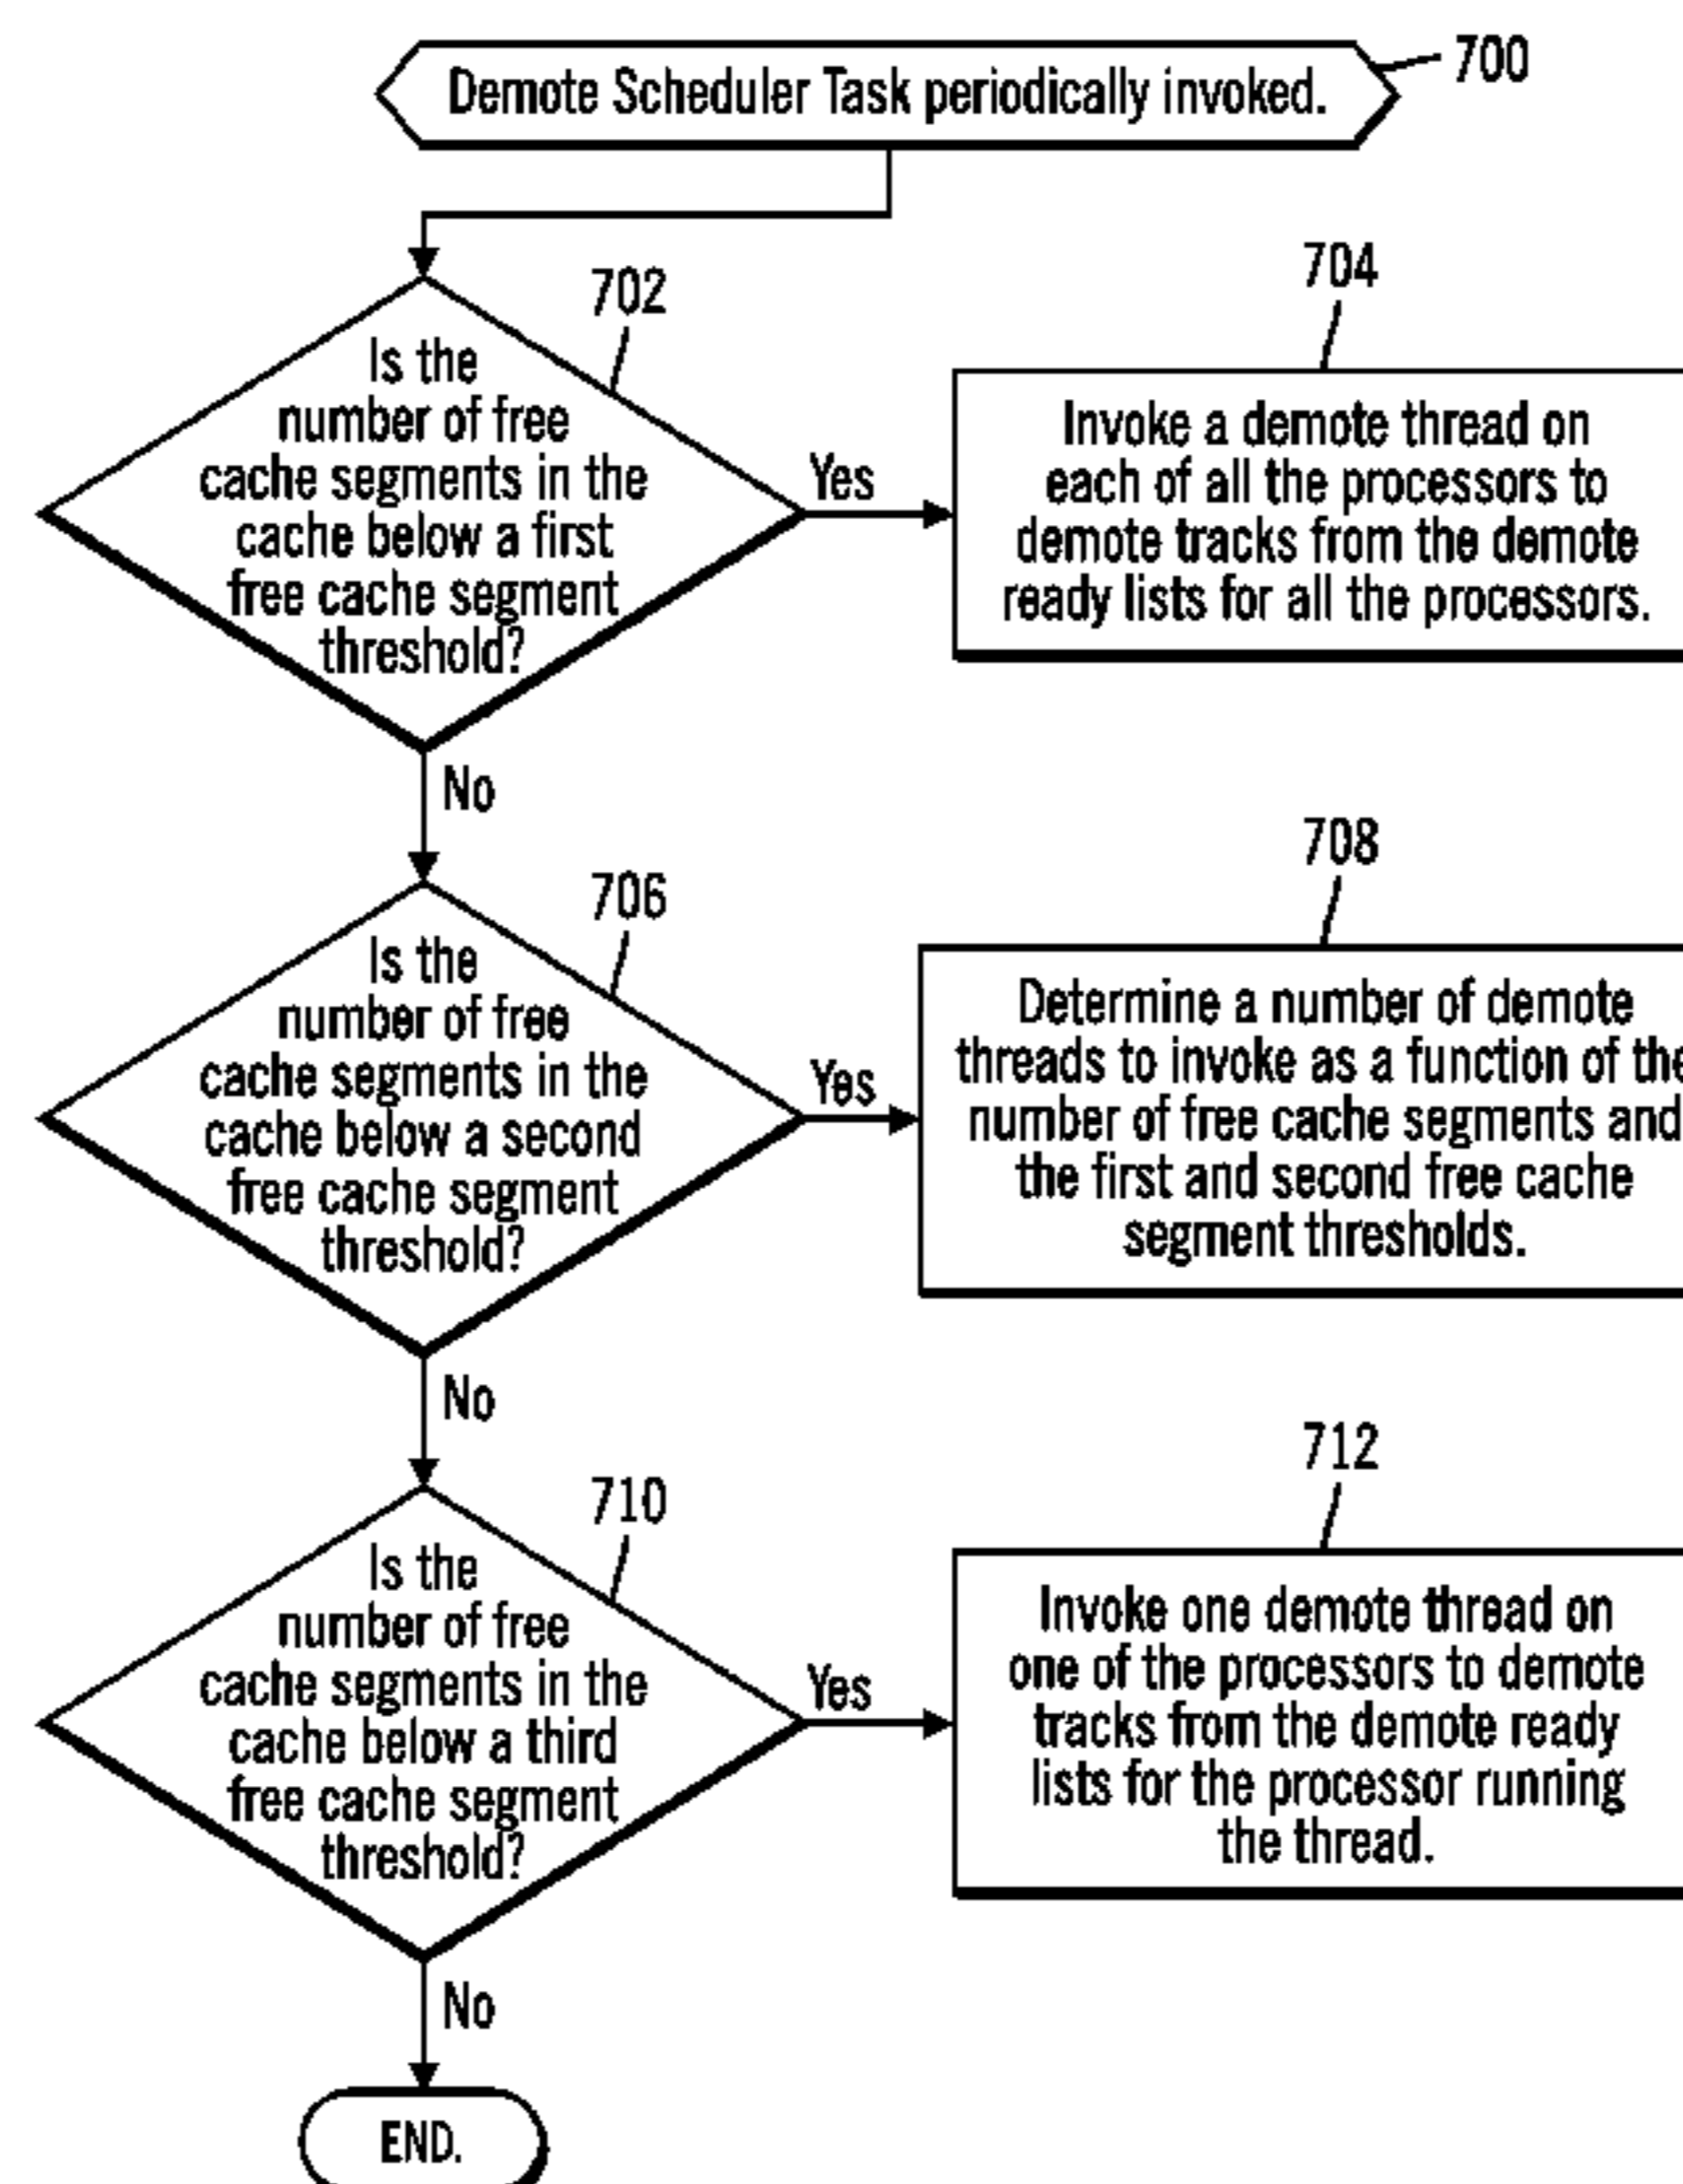 Demote Scheduler Task periodically invoked.
700
702
Is the
number of free
cache segments in the
cache below a first
free cache segment
threshold?
Yes
704
Invoke a demote thread on
each of all the processors to
demote tracks from the demote
ready lists for all the processors.
No
706
Is the
number of free
cache segments in the
cache below a second
free cache segment
threshold?
Yes
708
Determine a number of demote
threads to invoke as a function of the
number of free cache segments and
the first and second free cache
segment thresholds.
No
710
Is the
number of free
cache segments in the
cache below a third
free cache segment
threshold?
Yes
712
Invoke one demote thread on
one of the processors to demote
tracks from the demote ready
lists for the processor running
the thread.
No
END.